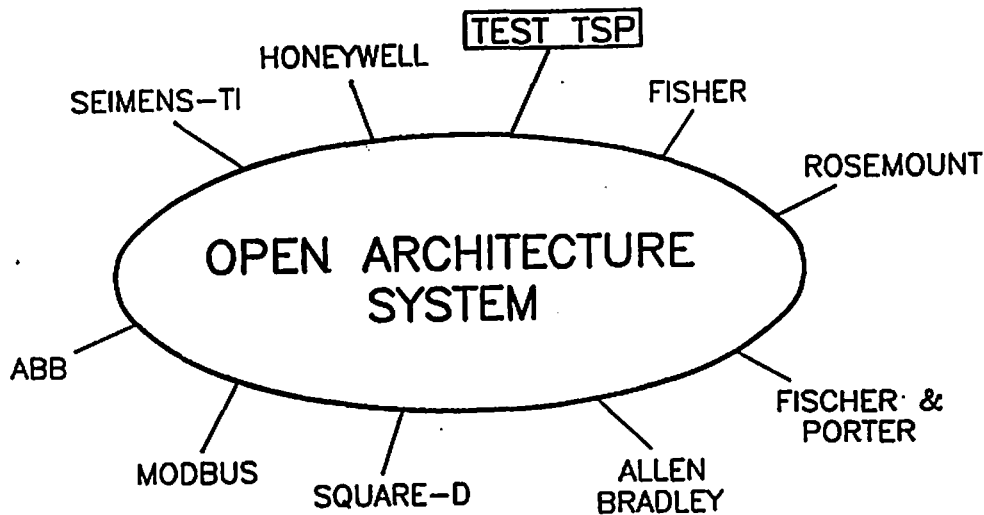 TEST TSP
HONEYWELL
SEIMENS-TI
FISHER
ROSEMOUNT
OPEN ARCHITECTURE
SYSTEM
ABB
FISCHER &
PORTER
MODBUS
SQUARE-D
ALLEN
BRADLEY